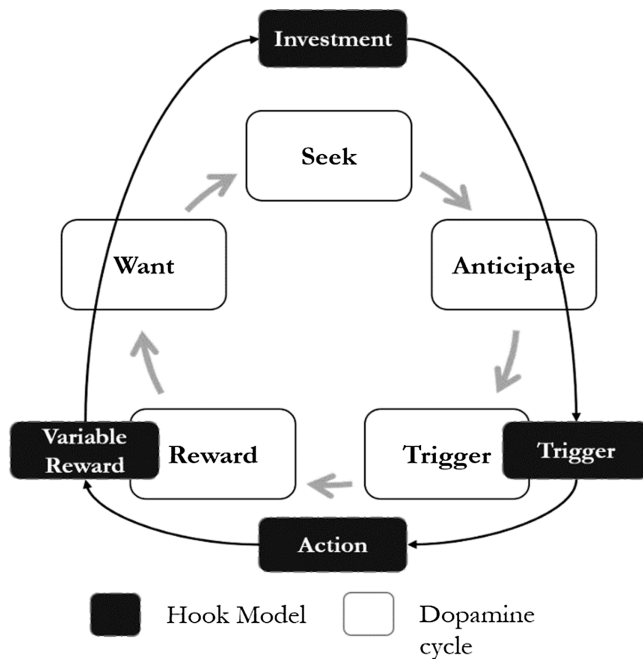 Investment
Seek
Want
Anticipate
Variable
Reward
Reward
Trigger
Trigger
Action
Hook Model
Dopamine
cycle